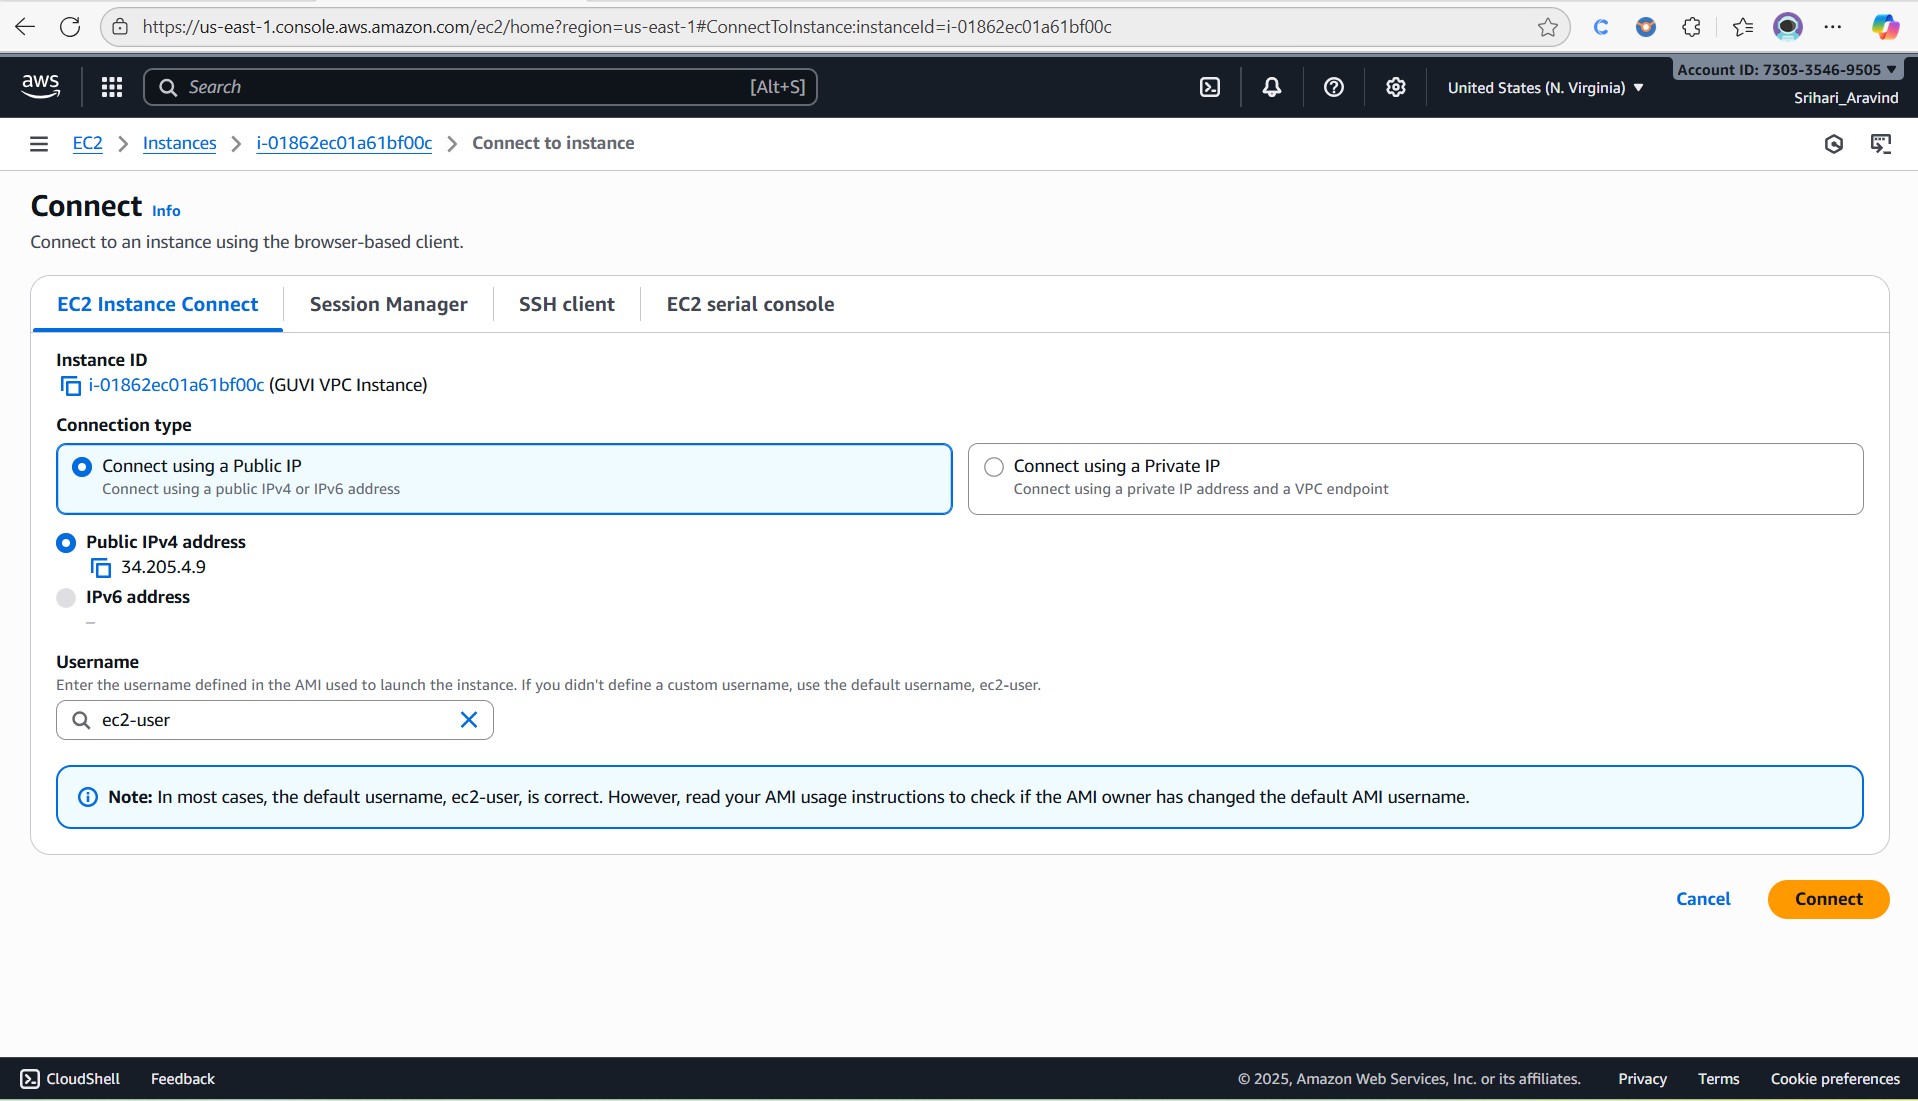 https://us-east-1.console.aws.amazon.com/ec2/home?region=us-east-1#ConnectToInstance:instanceId=i-01862ec01a61bf00c
aws
Search [Alt+S]
United States (N. Virginia)
Account ID: 7303-3546-9505
Srihari_Aravind
EC2 > Instances > i-01862ec01a61bf00c > Connect to instance
Connect Info
Connect to an instance using the browser-based client.
EC2 Instance Connect Session Manager SSH client EC2 serial console
Instance ID
i-01862ec01a61bf00c (GUVI VPC Instance)
Connection type
Connect using a Public IP
Connect using a public IPv4 or IPv6 address
Connect using a Private IP
Connect using a private IP address and a VPC endpoint
Public IPv4 address
34.205.4.9
IPv6 address
–
Username
Enter the username defined in the AMI used to launch the instance. If you didn't define a custom username, use the default username, ec2-user.
ec2-user
Note: In most cases, the default username, ec2-user, is correct. However, read your AMI usage instructions to check if the AMI owner has changed the default AMI username.
Cancel Connect
CloudShell Feedback © 2025, Amazon Web Services, Inc. or its affiliates. Privacy Terms Cookie preferences